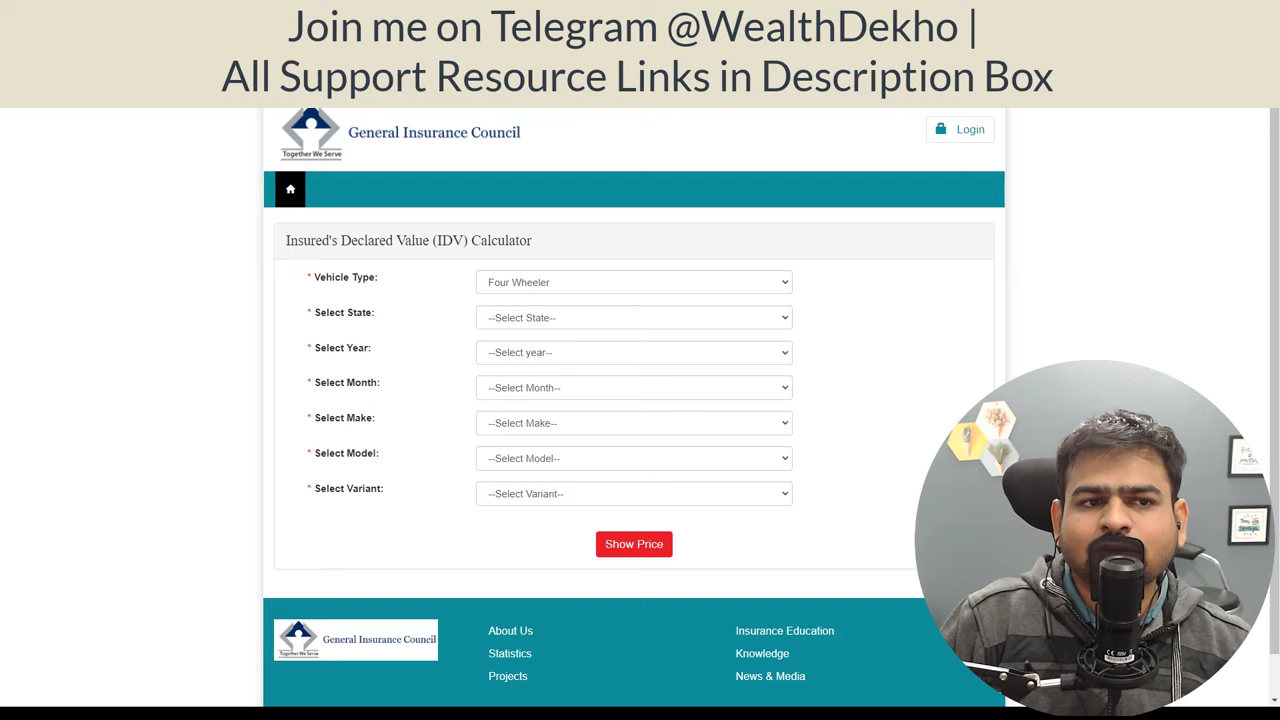 Join me on Telegram @WealthDekho |
All Support Resource Links in Description Box
General Insurance Council
Together We Serve
Login
Insured's Declared Value (IDV) Calculator
* Vehicle Type:
Four Wheeler
* Select State:
--Select State--
* Select Year:
--Select year--
* Select Month:
--Select Month--
* Select Make:
--Select Make--
* Select Model:
--Select Model--
* Select Variant:
--Select Variant--
Show Price
General Insurance Council
Together We Serve
About Us
Insurance Education
Statistics
Knowledge
Projects
News & Media